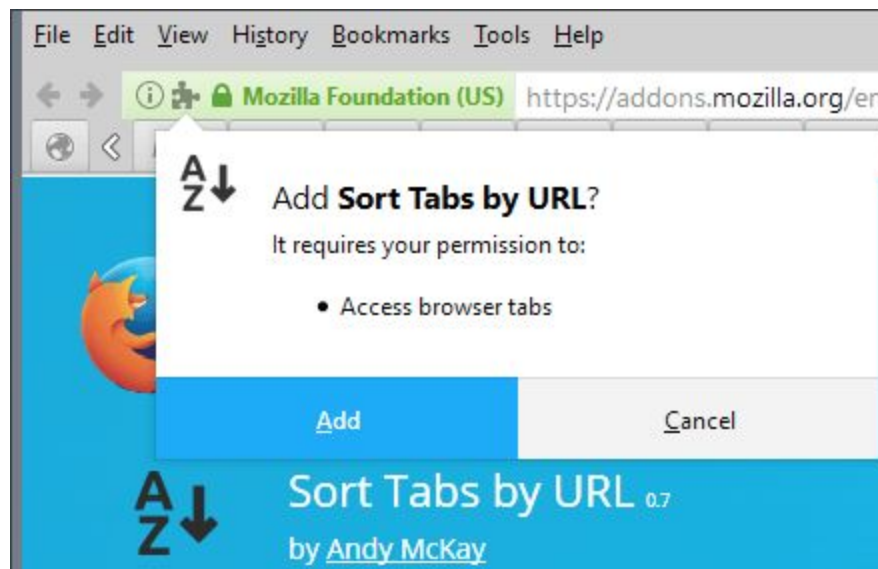 File Edit View History Bookmarks Tools Help
Mozilla Foundation (US) https://addons.mozilla.org/en
A
Z
Add Sort Tabs by URL?
It requires your permission to:
• Access browser tabs
Add Cancel
A
Z
Sort Tabs by URL 0.7
by Andy McKay